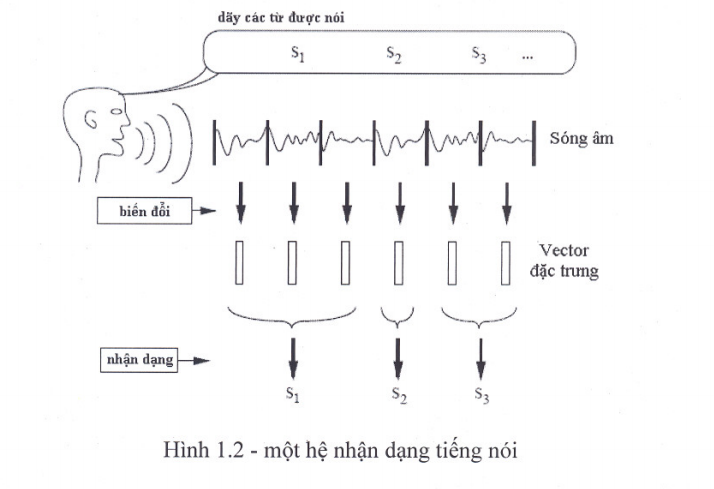 dãy các từ được nói
S1 S2 S3 ...
Sóng âm
biến đổi
Vector
đặc trưng
nhận dạng
S1 S2 S3
Hình 1.2 - một hệ nhận dạng tiếng nói